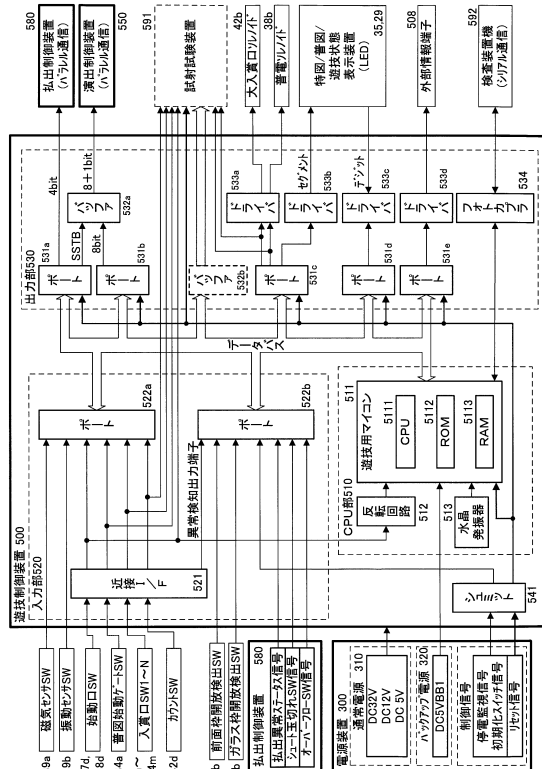 580
払出制御装置
(パラレル通信)
550
演出制御装置
(パラレル通信)
591
試射試験装置
42b
大入賞口ソレノイド
38b
普電ソレノイド
35,29
特図/普図/
遊技状態
表示装置
(LED)
508
外部情報端子
592
検査装置機
(シリアル通信)
出力部530
4bit
8+1bit
バッファ
532a
SSTB
8bit
531a
ポート
531b
ポート
バッファ
532b
533a
ドライバ
セグメント
533b
ドライバ
デジット
533c
ドライバ
533d
ドライバ
534
フォトカプラ
ポート
531c
ポート
531d
ポート
531e
データバス
遊技制御装置 500
入力部520
522a
ポート
522b
ポート
異常検知出力端子
近接I/F
521
CPU部510
511
遊技用マイコン
5111
CPU
5112
ROM
5113
RAM
反転
回路
512
水晶
発振器
513
シュミット
541
9a
磁気センサSW
9b
振動センサSW
7d,
8d
始動口SW
4a
普図始動ゲートSW
～
4m
入賞口SW1～N
2d
カウントSW
b
前面枠開放検出SW
b
ガラス枠開放検出SW
580
払出制御装置
払出異常ステータス信号
シュート玉切れSW信号
オーバーフローSW信号
電源装置 300
通常電源 310
DC32V
DC12V
DC 5V
バックアップ電源 320
DC5VBB1
制御信号
停電監視信号
初期化スイッチ信号
リセット信号